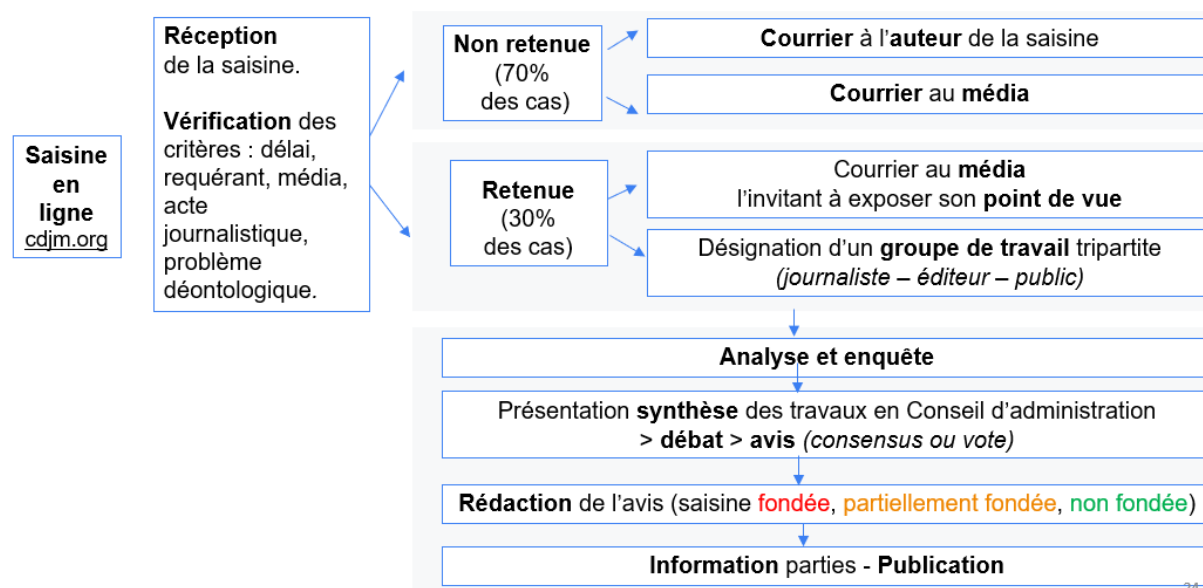 Saisine
en
ligne
cdjm.org
Réception
de la saisine.
Vérification des
critères : délai,
requérant, média,
acte
journalistique,
problème
déontologique.
Non retenue
(70%
des cas)
Courrier à l'auteur de la saisine
Courrier au média
Retenue
(30%
des cas)
Courrier au média
l'invitant à exposer son point de vue
Désignation d'un groupe de travail tripartite
(journaliste – éditeur – public)
Analyse et enquête
Présentation synthèse des travaux en Conseil d'administration
> débat > avis (consensus ou vote)
Rédaction de l'avis (saisine fondée, partiellement fondée, non fondée)
Information parties - Publication